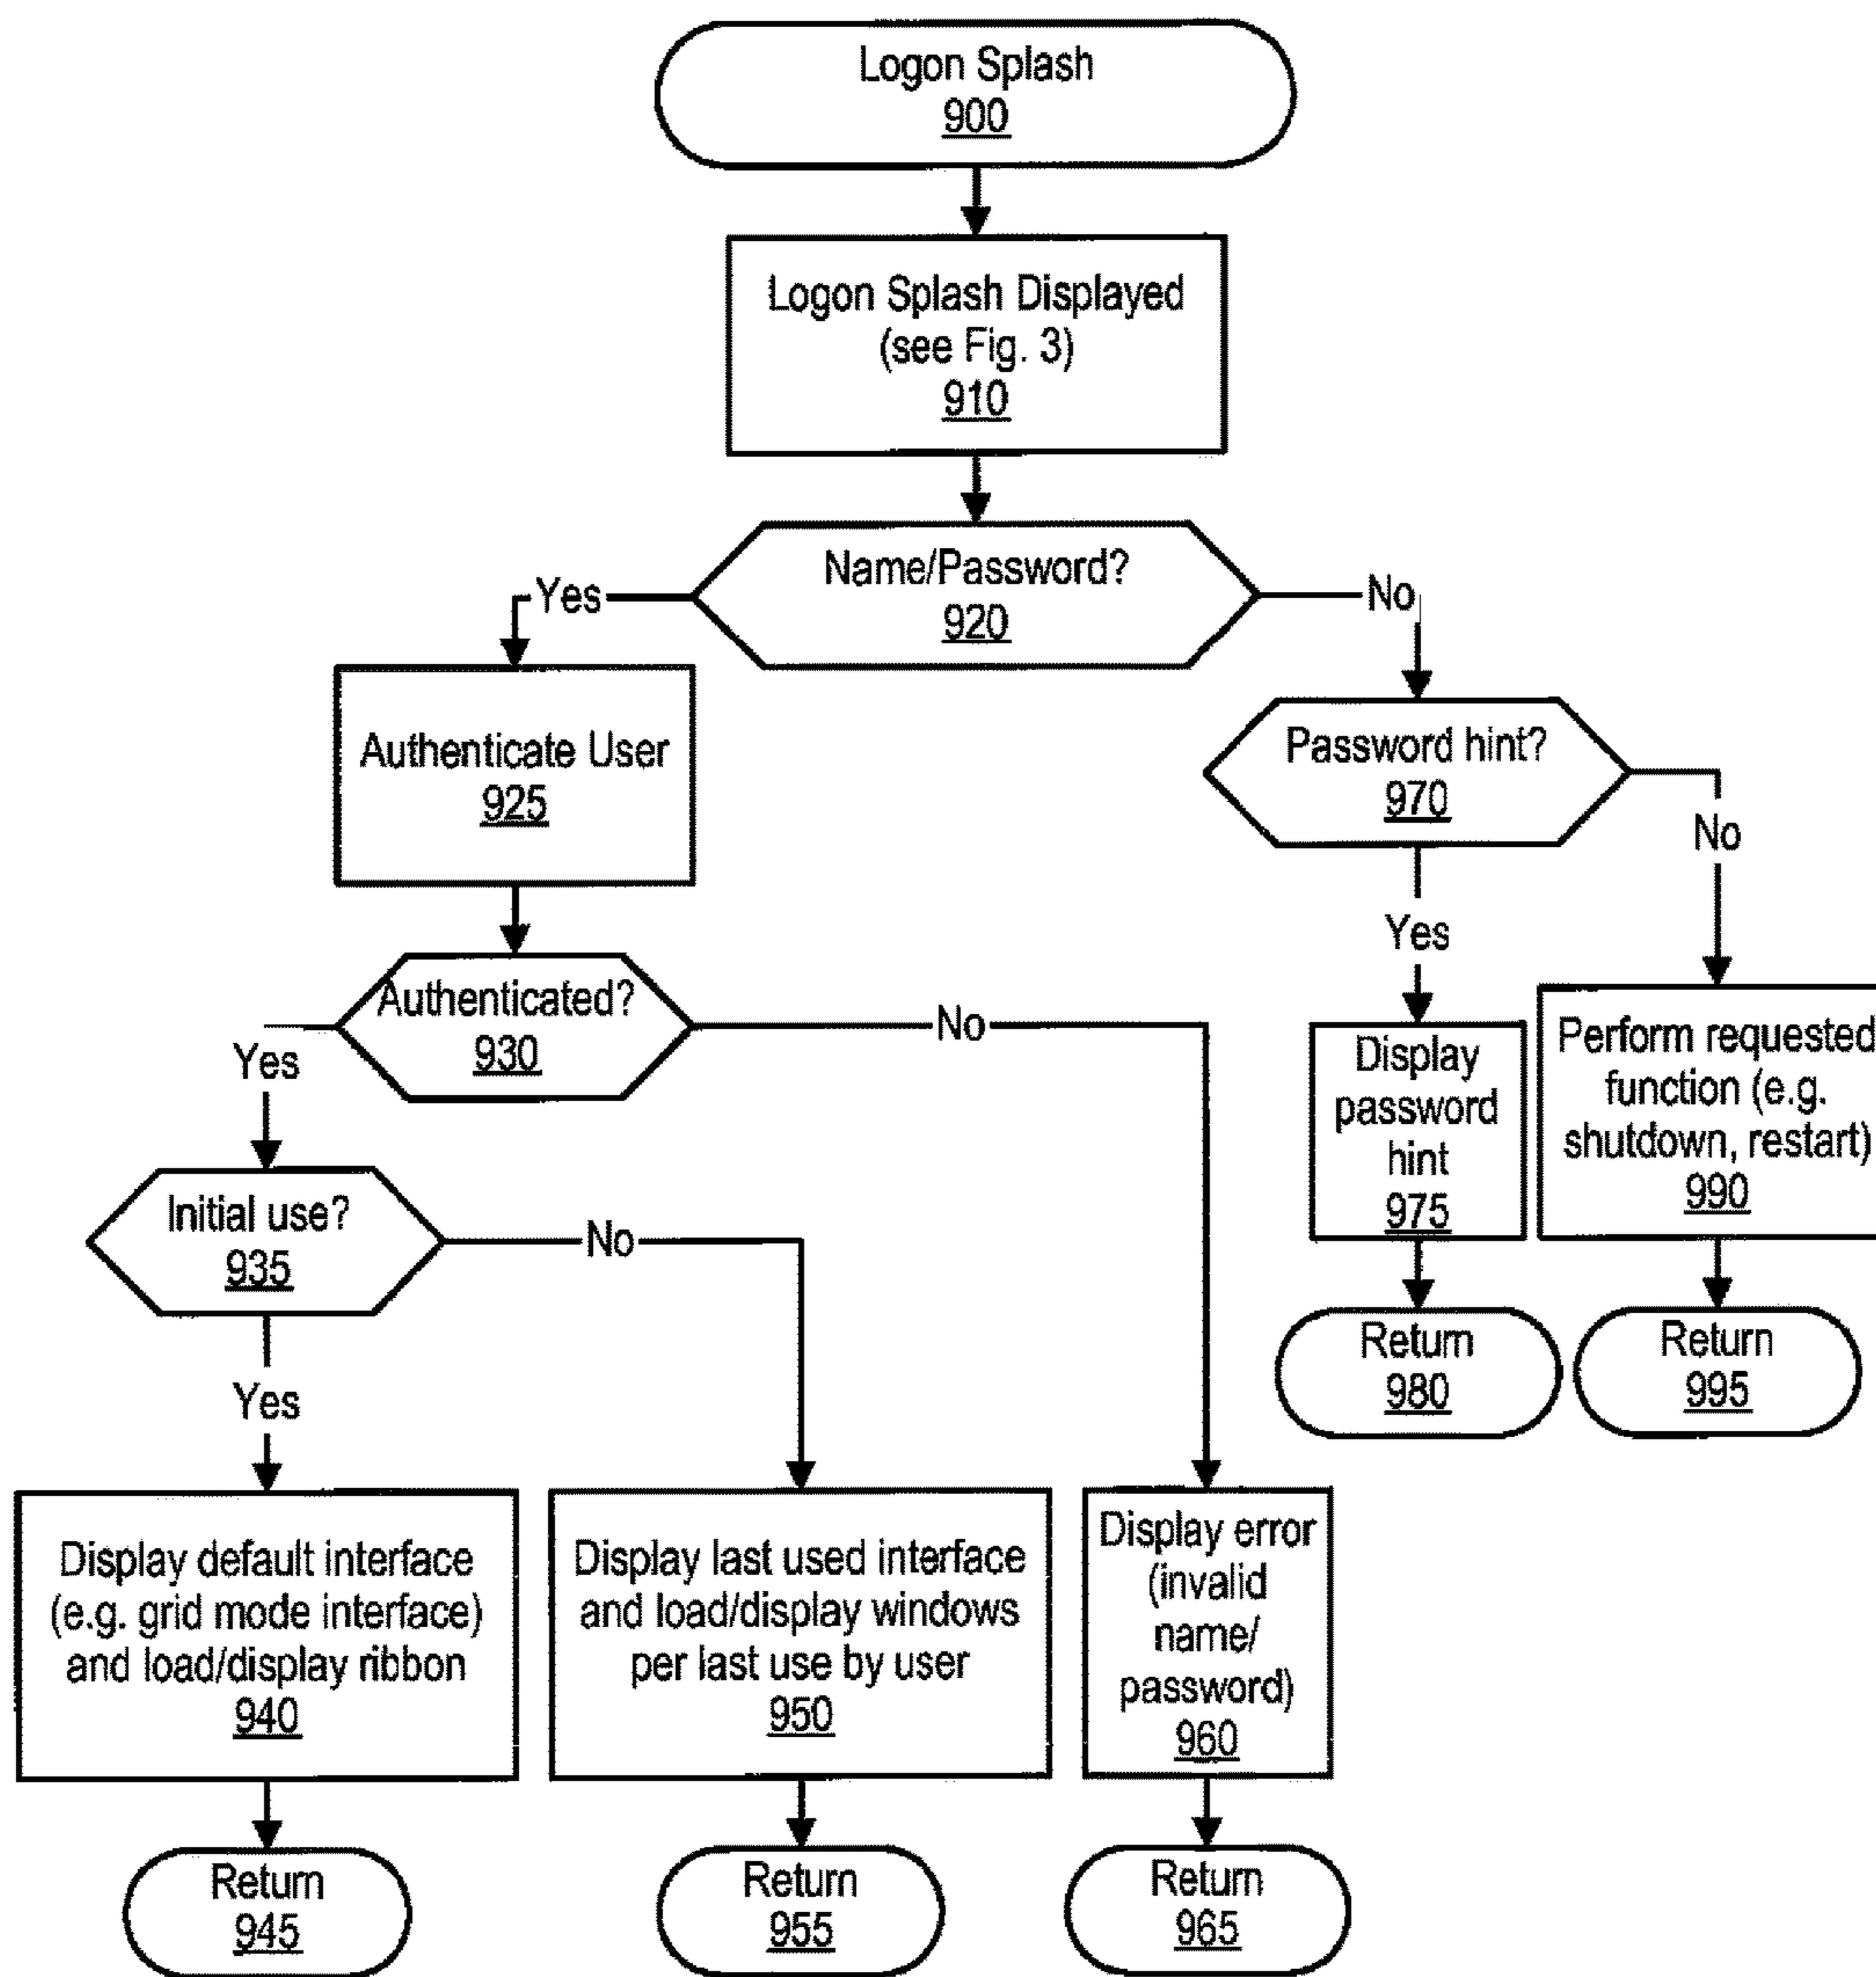 Logon Splash
900
Logon Splash Displayed
(see Fig. 3)
910
Name/Password?
920
Yes
No
Authenticate User
925
Password hint?
970
No
Yes
Authenticated?
930
No
Yes
Display
password
hint
975
Perform requested
function (e.g.
shutdown, restart)
990
Initial use?
935
No
Yes
Return
980
Return
995
Display default interface
(e.g. grid mode interface)
and load/display ribbon
940
Display last used interface
and load/display windows
per last use by user
950
Display error
(invalid
name/
password)
960
Return
945
Return
955
Return
965